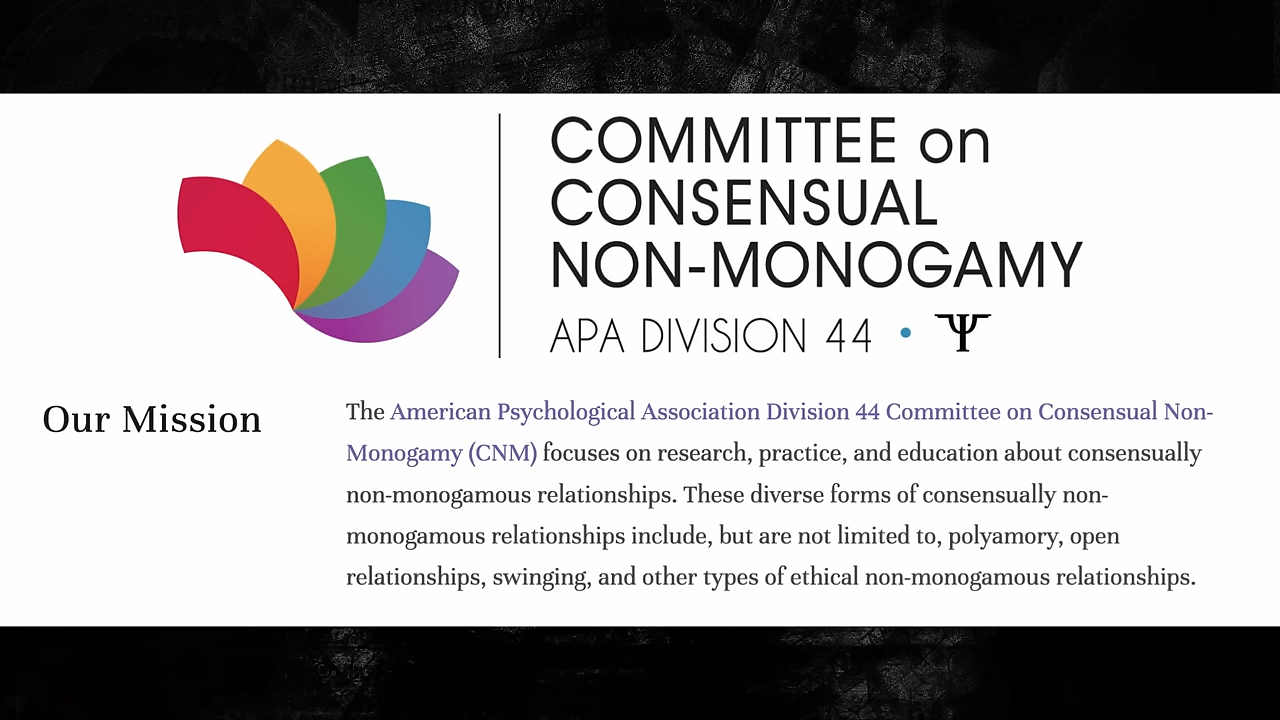 COMMITTEE on
CONSENSUAL
NON-MONOGAMY
APA DIVISION 44 • Ψ
Our Mission
The American Psychological Association Division 44 Committee on Consensual Non-
Monogamy (CNM) focuses on research, practice, and education about consensually
non-monogamous relationships. These diverse forms of consensually non-
monogamous relationships include, but are not limited to, polyamory, open
relationships, swinging, and other types of ethical non-monogamous relationships.